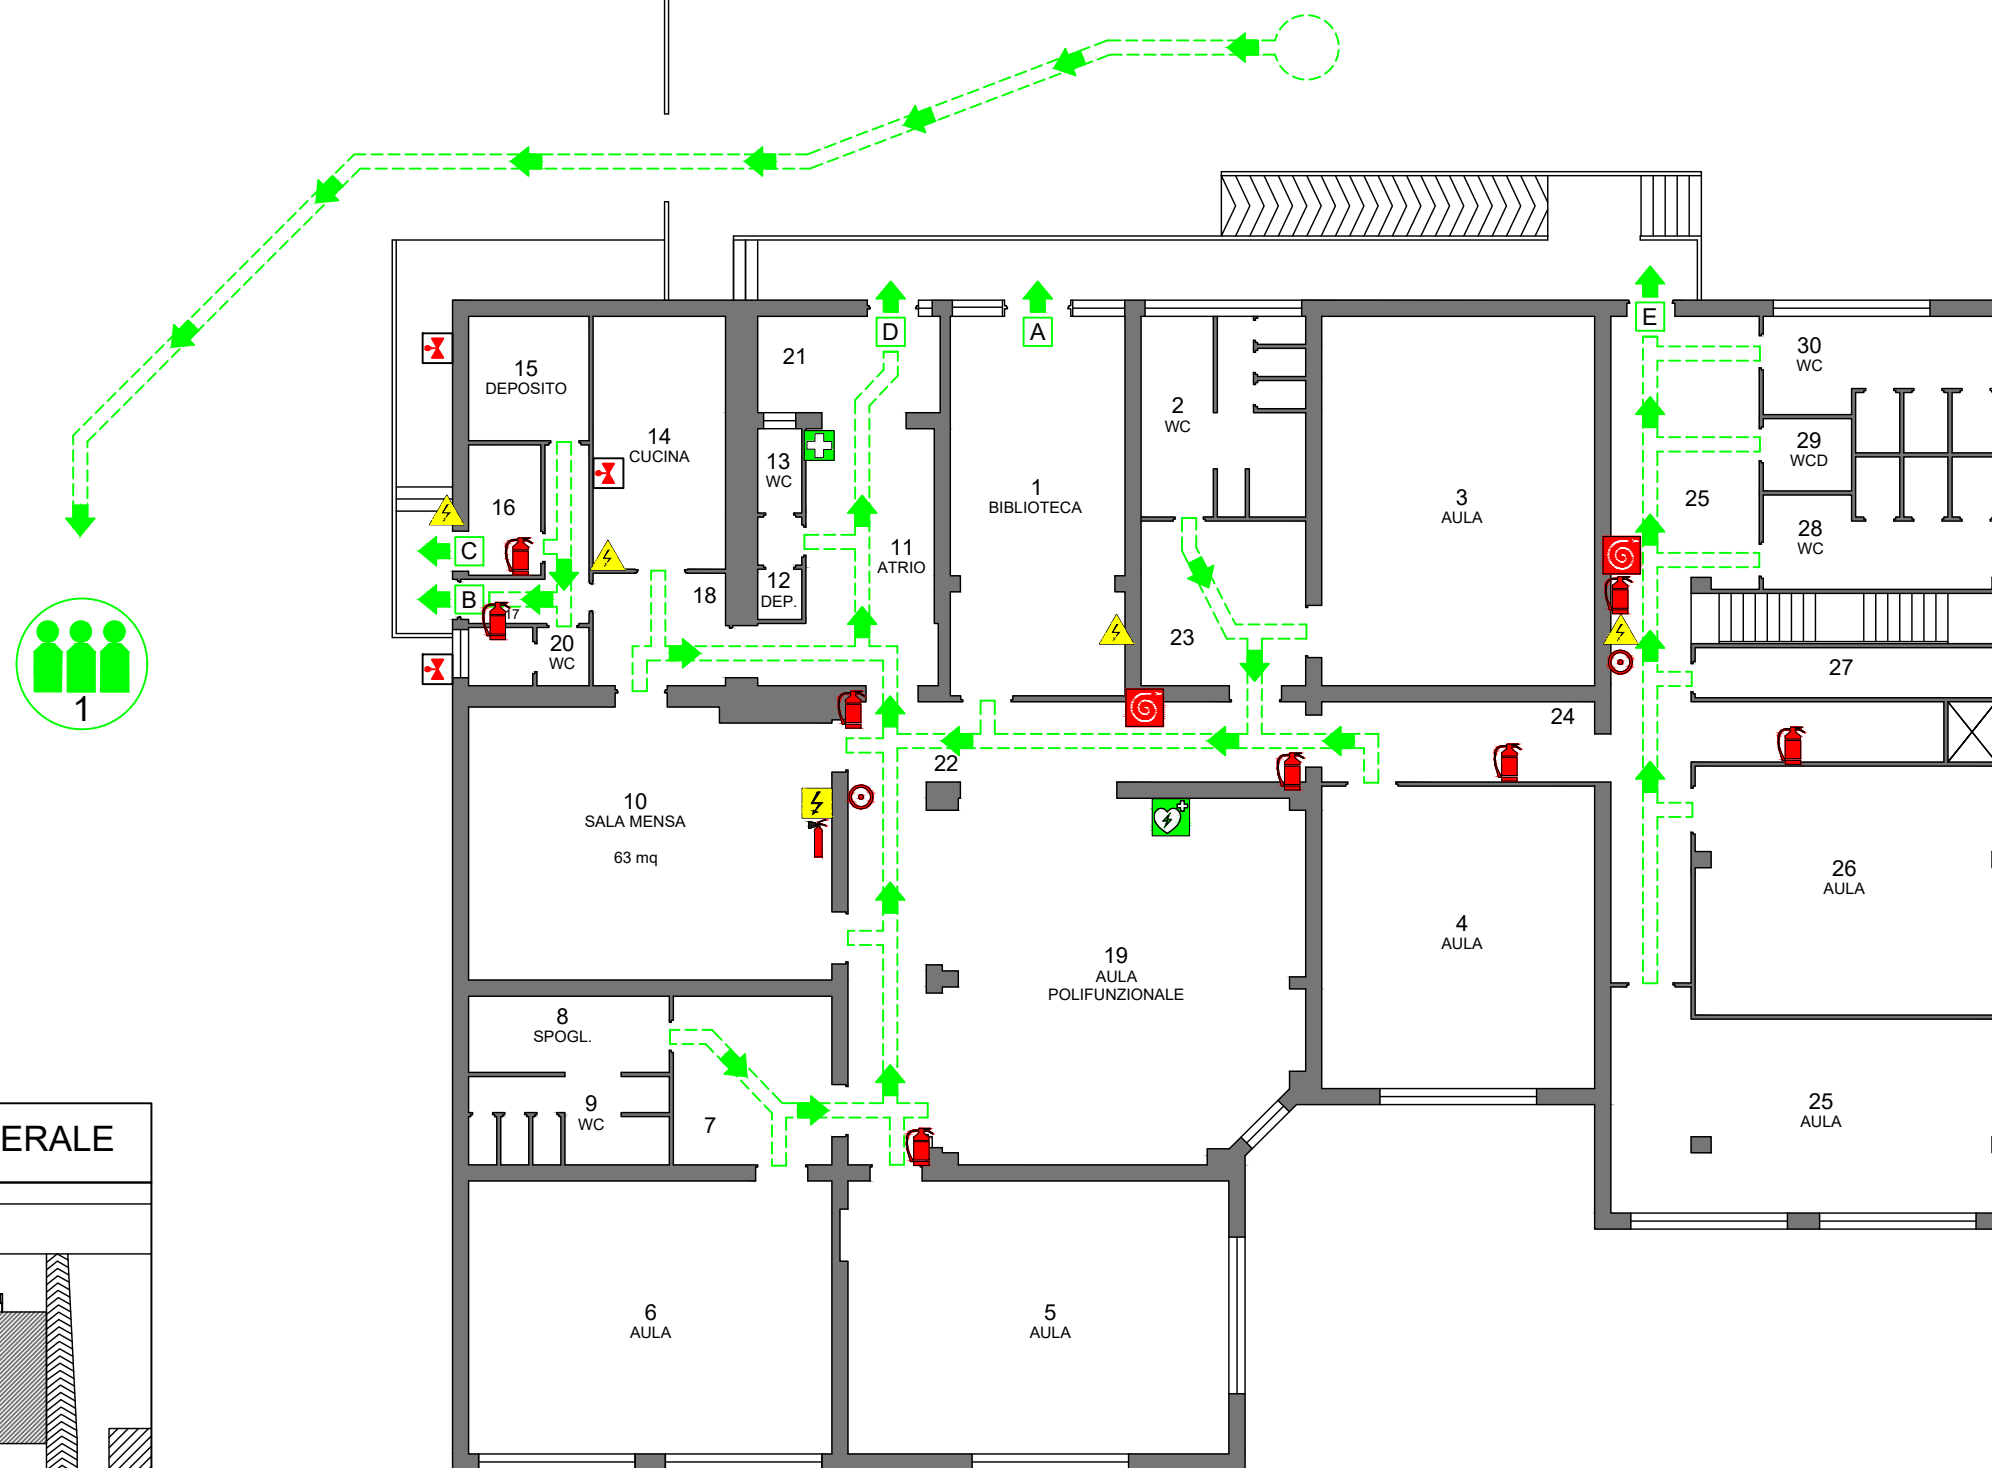 D
A
E
21
15
DEPOSITO
30
WC
14
CUCINA
2
WC
13
WC
29
WCD
1
BIBLIOTECA
3
AULA
25
16
28
WC
C
11
ATRIO
12
DEP.
18
B
17
20
WC
23
27
1
24
22
10
SALA MENSA
63 mq
26
AULA
4
AULA
19
AULA
POLIFUNZIONALE
8
SPOGL.
9
WC
7
25
AULA
ERALE
6
AULA
5
AULA